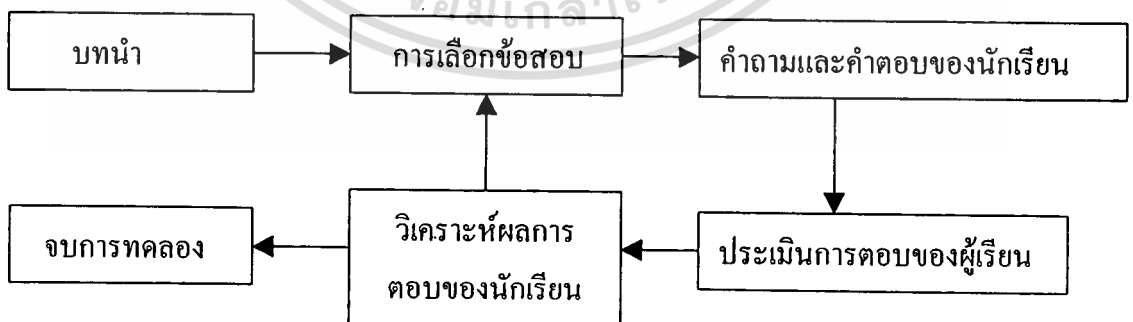 บทนำ
การเลือกข้อสอบ
คำถามและคำตอบของนักเรียน
จบการทดลอง
วิเคราะห์ผลการ
ตอบของนักเรียน
ประเมินการตอบของผู้เรียน